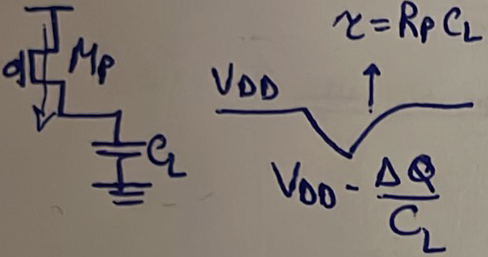 τ = RP CL
MP
VDD
CL
VDD - ΔQ
CL